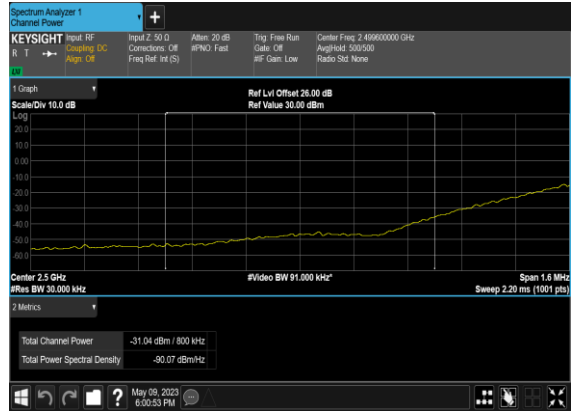 Spectrum Analyzer 1
Channel Power
+
KEYSIGHT Input: RF Input Z: 50 Ω Atten: 20 dB Trig: Free Run Center Freq: 2.499600000 GHz
R T Coupling: DC Corrections: Off #PNO: Fast Gate: Off Avg|Hold: 500/500
Align: Off Freq Ref: Int (S) #IF Gain: Low Radio Std: None
1 Graph
Ref Lvl Offset 26.00 dB
Scale/Div 10.0 dB Ref Value 30.00 dBm
Log
20.0
10.0
0.00
-10.0
-20.0
-30.0
-40.0
-50.0
-60.0
Center 2.5 GHz #Video BW 91.000 kHz* Span 1.6 MHz
#Res BW 30.000 kHz Sweep 2.20 ms (1001 pts)
2 Metrics
Total Channel Power -31.04 dBm / 800 kHz
Total Power Spectral Density -90.07 dBm/Hz
? May 09, 2023
6:00:53 PM